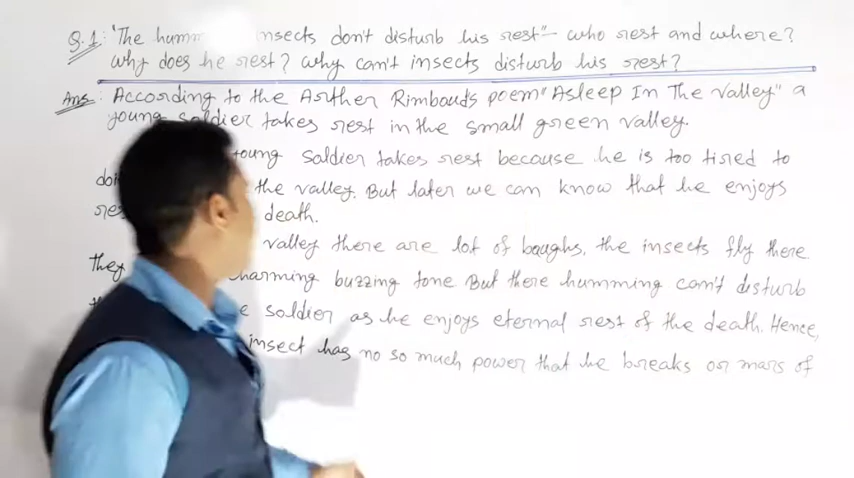 Q.1: "The humm insects don't disturb his rest" - who rest and where?
why does he rest? why can't insects disturb his rest?
Ans: According to the Arther Rimbaud's poem "Asleep In The Valley" a
young soldier takes rest in the small green valley.
young soldier takes rest because he is too tired to
the valley. But later we can know that he enjoys
death.
valley there are lot of boughs. the insects fly there.
They charming buzzing tone But there humming can't disturb
soldier as he enjoys eternal rest of the death. Hence,
insect has no so much power that he breaks or mars of